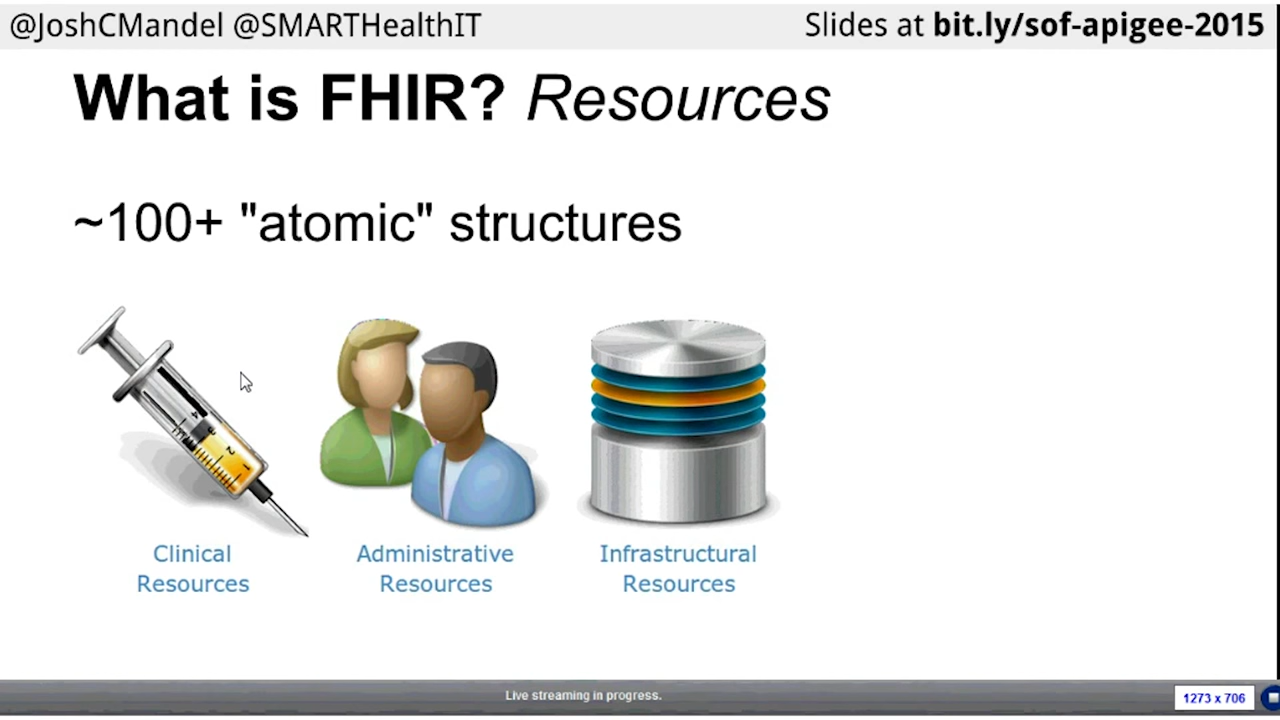 @JoshCMandel @SMARTHealthIT
Slides at bit.ly/sof-apigee-2015
What is FHIR? Resources
~100+ "atomic" structures
Clinical
Resources
Administrative
Resources
Infrastructural
Resources
Live streaming in progress.
1273 x 706